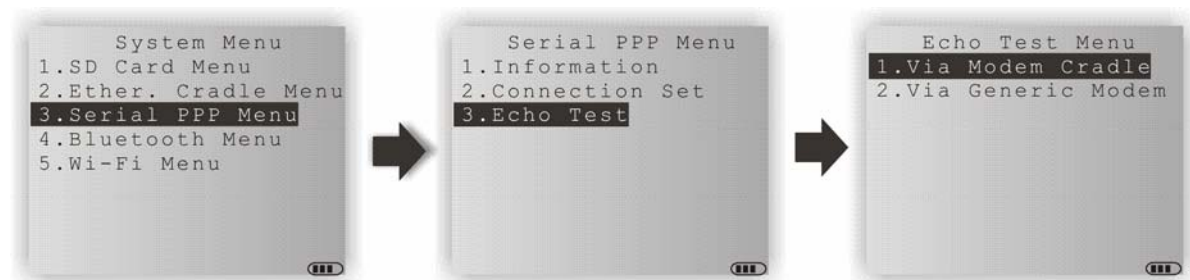 System Menu
1.SD Card Menu
2.Ether. Cradle Menu
3.Serial PPP Menu
4.Bluetooth Menu
5.Wi-Fi Menu
Serial PPP Menu
1.Information
2.Connection Set
3.Echo Test
Echo Test Menu
1.Via Modem Cradle
2.Via Generic Modem